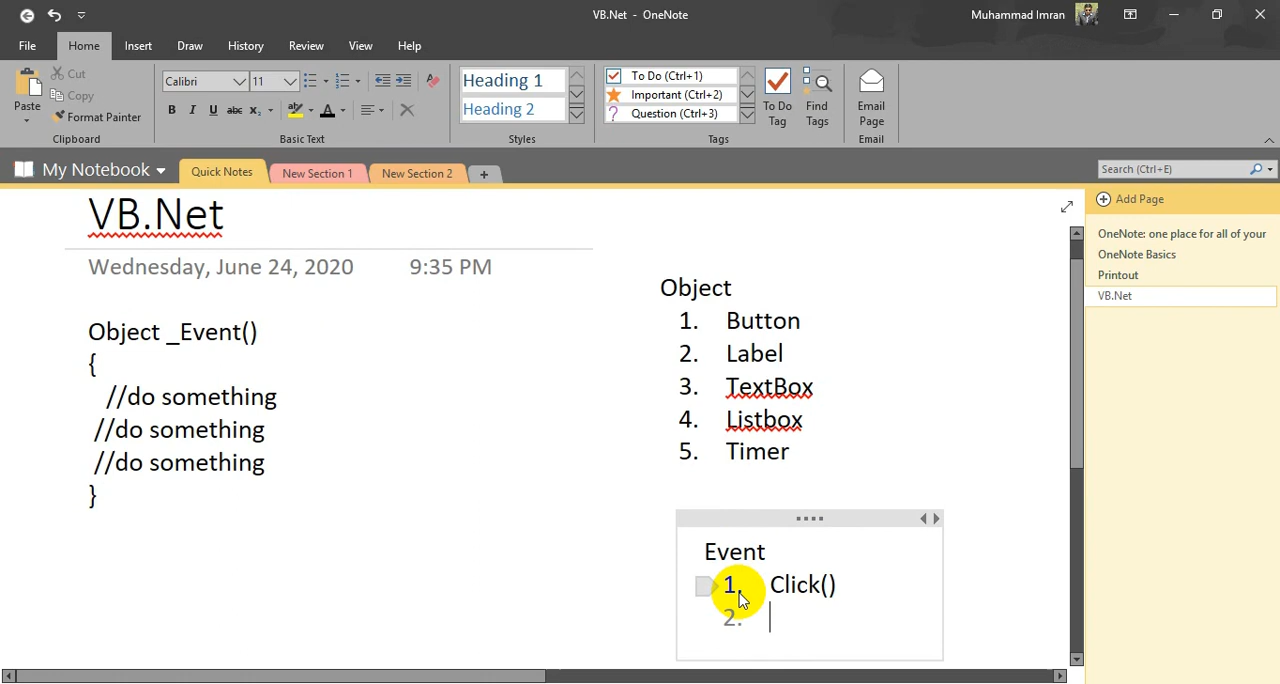 VB.Net - OneNote
Muhammad Imran
File Home Insert Draw History Review View Help
Paste
Cut
Copy
Format Painter
Clipboard
Calibri 11
B I U abc x₂ A
Basic Text
Heading 1
Heading 2
Styles
To Do (Ctrl+1)
Important (Ctrl+2)
Question (Ctrl+3)
To Do Tag
Find Tags
Tags
Email Page
Email
My Notebook
Quick Notes
New Section 1
New Section 2
Search (Ctrl+E)
VB.Net
Wednesday, June 24, 2020 9:35 PM
Object _Event()
{
//do something
//do something
//do something
}
Object
1. Button
2. Label
3. TextBox
4. Listbox
5. Timer
Event
1. Click()
2.
Add Page
OneNote: one place for all of your
OneNote Basics
Printout
VB.Net